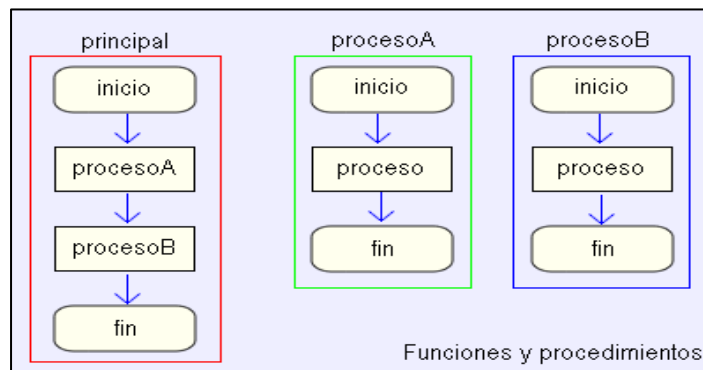 principal
inicio
procesoA
procesoB
fin
procesoA
inicio
proceso
fin
procesoB
inicio
proceso
fin
Funciones y procedimientos